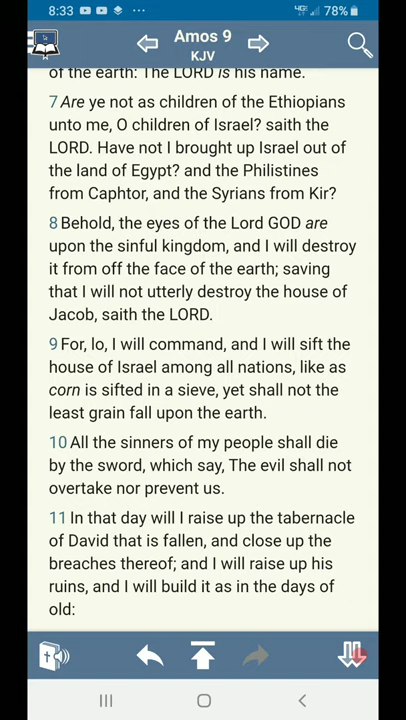 8:33 78%
Amos 9
KJV
of the earth: The LORD is his name.
7 Are ye not as children of the Ethiopians
unto me, O children of Israel? saith the
LORD. Have not I brought up Israel out of
the land of Egypt? and the Philistines
from Caphtor, and the Syrians from Kir?
8 Behold, the eyes of the Lord GOD are
upon the sinful kingdom, and I will destroy
it from off the face of the earth; saving
that I will not utterly destroy the house of
Jacob, saith the LORD.
9 For, lo, I will command, and I will sift the
house of Israel among all nations, like as
corn is sifted in a sieve, yet shall not the
least grain fall upon the earth.
10 All the sinners of my people shall die
by the sword, which say, The evil shall not
overtake nor prevent us.
11 In that day will I raise up the tabernacle
of David that is fallen, and close up the
breaches thereof; and I will raise up his
ruins, and I will build it as in the days of
old: